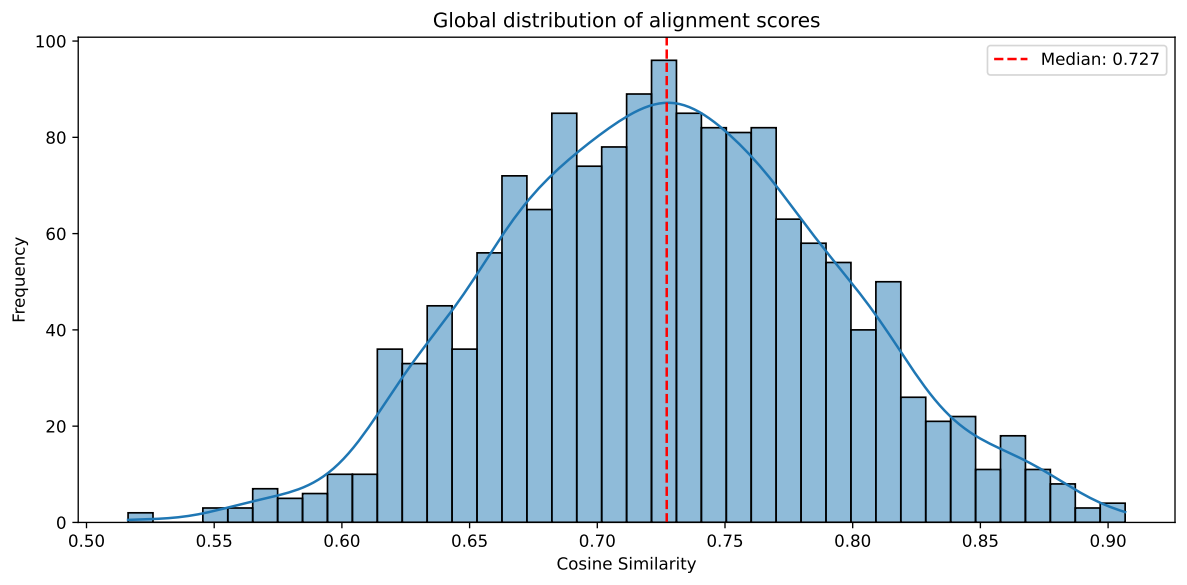 Global distribution of alignment scores
Median: 0.727
100
80
60
40
20
0
Frequency
0.50 0.55 0.60 0.65 0.70 0.75 0.80 0.85 0.90
Cosine Similarity